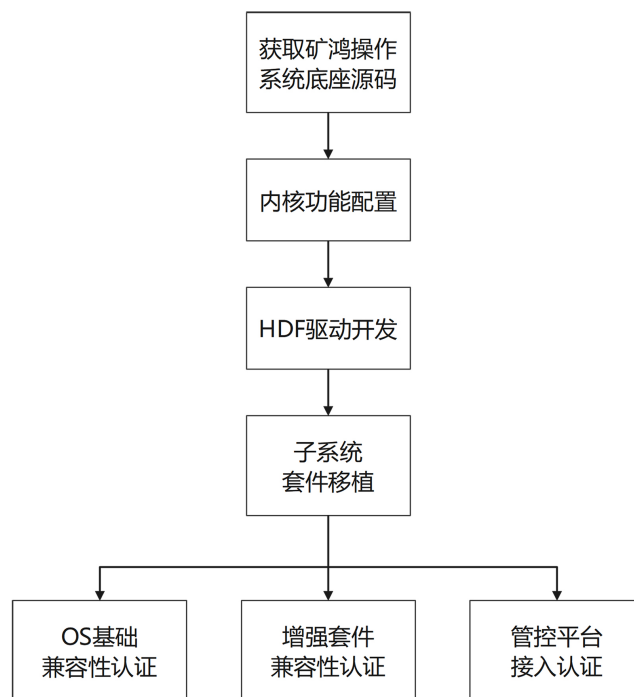 获取矿鸿操作
系统底座源码
内核功能配置
HDF驱动开发
子系统
套件移植
OS基础
兼容性认证
增强套件
兼容性认证
管控平台
接入认证